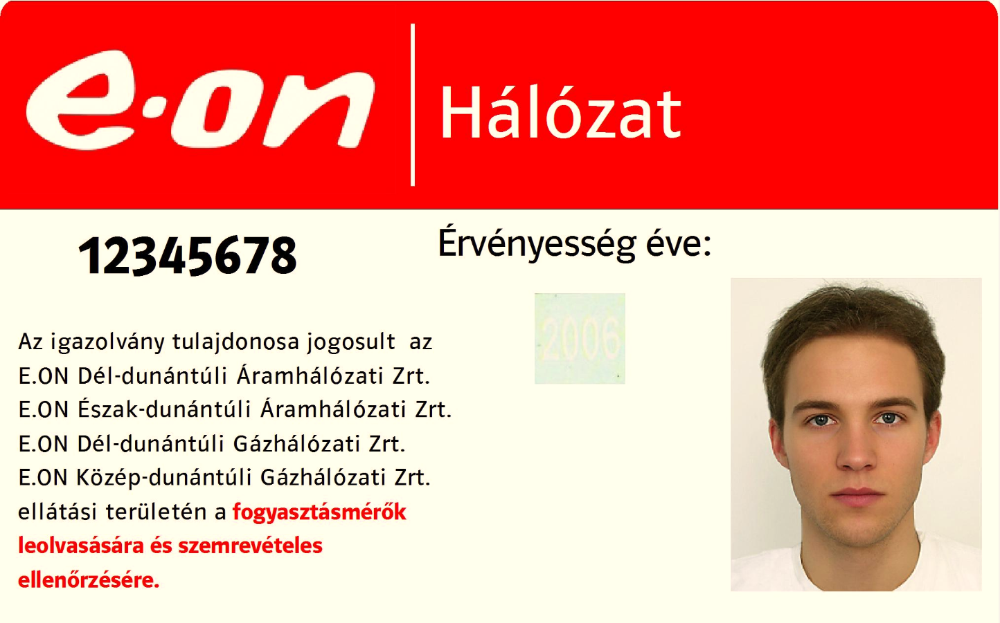 e·on
Hálózat
12345678
Érvényesség éve:
2006
Az igazolvány tulajdonosa jogosult az
E.ON Dél-dunántúli Áramhálózati Zrt.
E.ON Észak-dunántúli Áramhálózati Zrt.
E.ON Dél-dunántúli Gázhálózati Zrt.
E.ON Közép-dunántúli Gázhálózati Zrt.
ellátási területén a fogyasztásmérők
leolvasására és szemrevételes
ellenőrzésére.